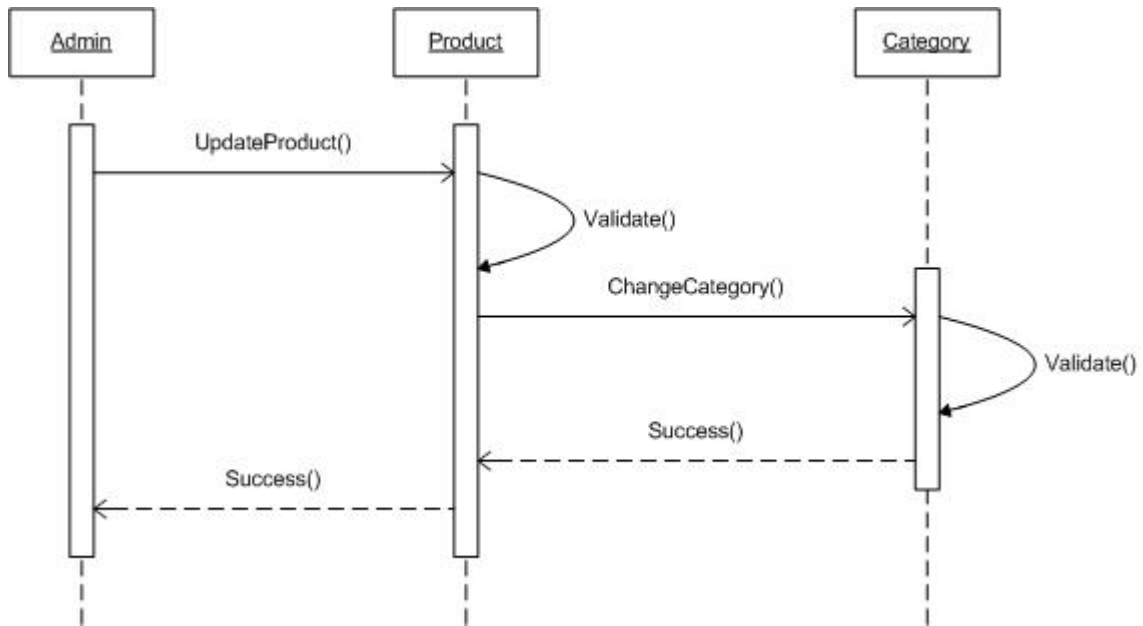 Admin
Product
Category
UpdateProduct()
Validate()
ChangeCategory()
Validate()
Success()
Success()